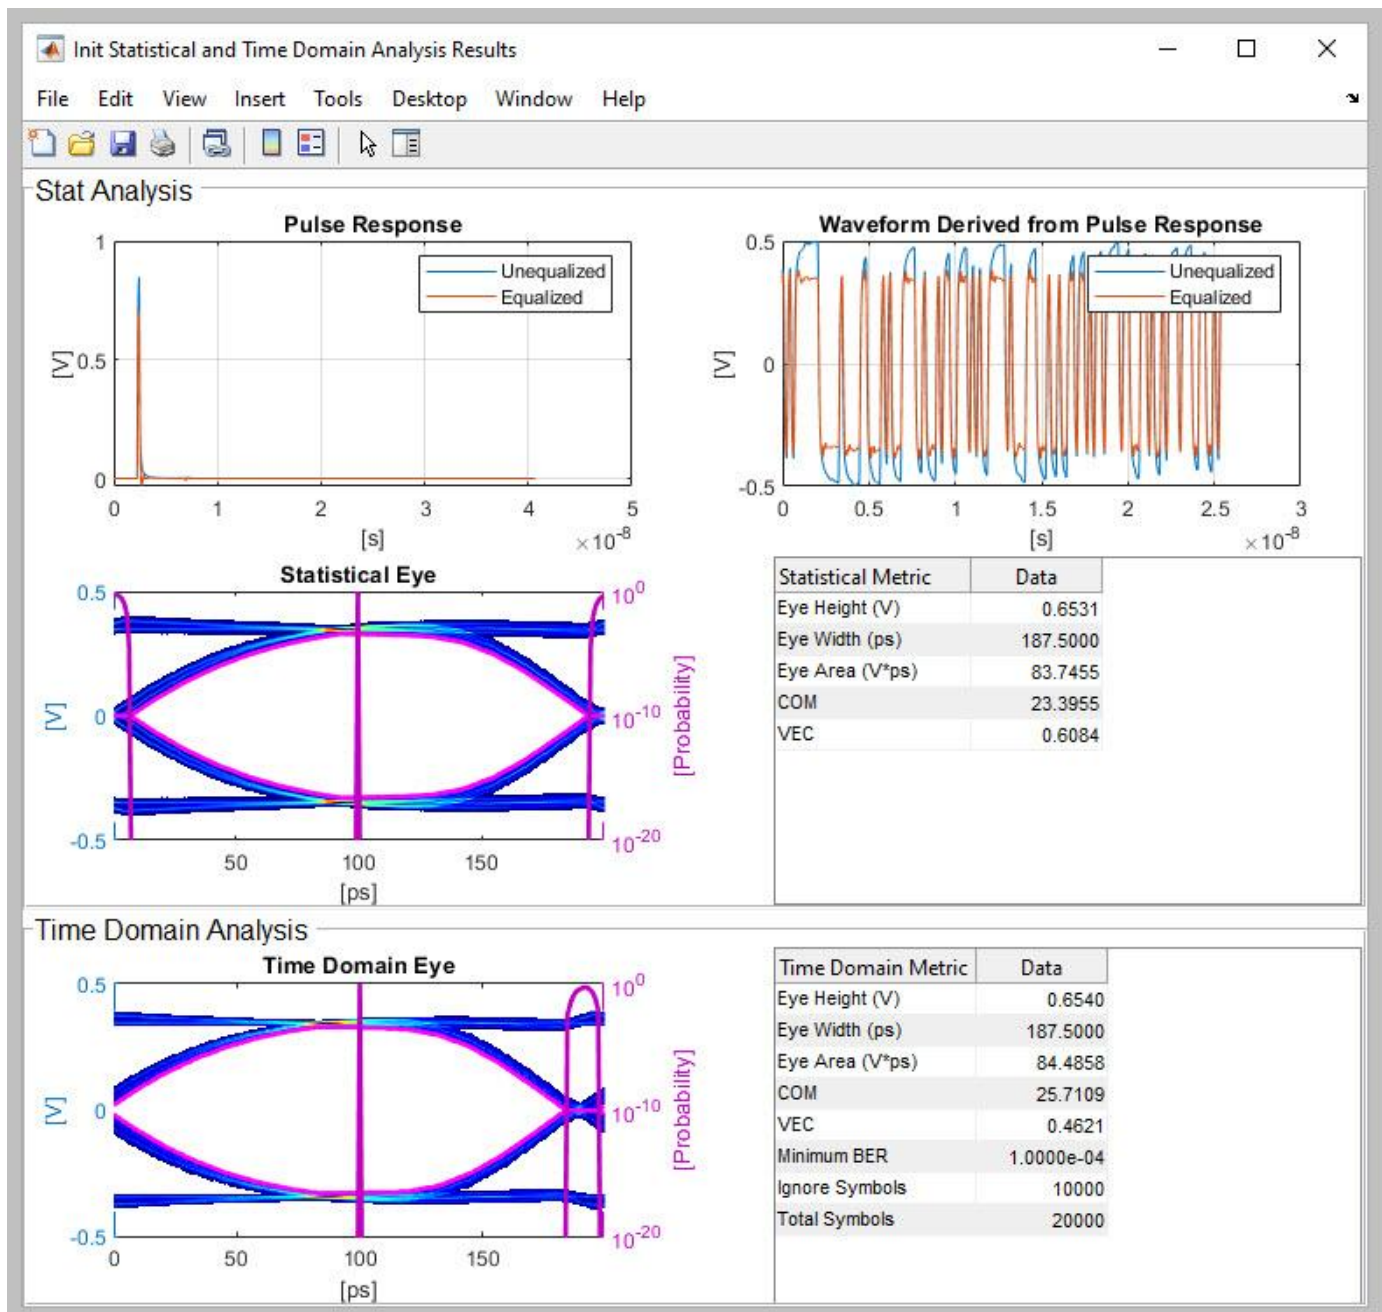 Init Statistical and Time Domain Analysis Results
File Edit View Insert Tools Desktop Window Help
Stat Analysis
Pulse Response
1
0.5
0
[V]
Unequalized
Equalized
0 1 2 3 4 5
[s]
×10-8
Waveform Derived from Pulse Response
0.5
0
-0.5
[V]
Unequalized
Equalized
0 0.5 1 1.5 2 2.5 3
[s]
×10-8
Statistical Eye
0.5
0
-0.5
[V]
10^0
10^-10
10^-20
[Probability]
50 100 150
[ps]
Statistical Metric Data
Eye Height (V) 0.6531
Eye Width (ps) 187.5000
Eye Area (V*ps) 83.7455
COM 23.3955
VEC 0.6084
Time Domain Analysis
Time Domain Eye
0.5
0
-0.5
[V]
10^0
10^-10
10^-20
[Probability]
0 50 100 150
[ps]
Time Domain Metric Data
Eye Height (V) 0.6540
Eye Width (ps) 187.5000
Eye Area (V*ps) 84.4858
COM 25.7109
VEC 0.4621
Minimum BER 1.0000e-04
Ignore Symbols 10000
Total Symbols 20000